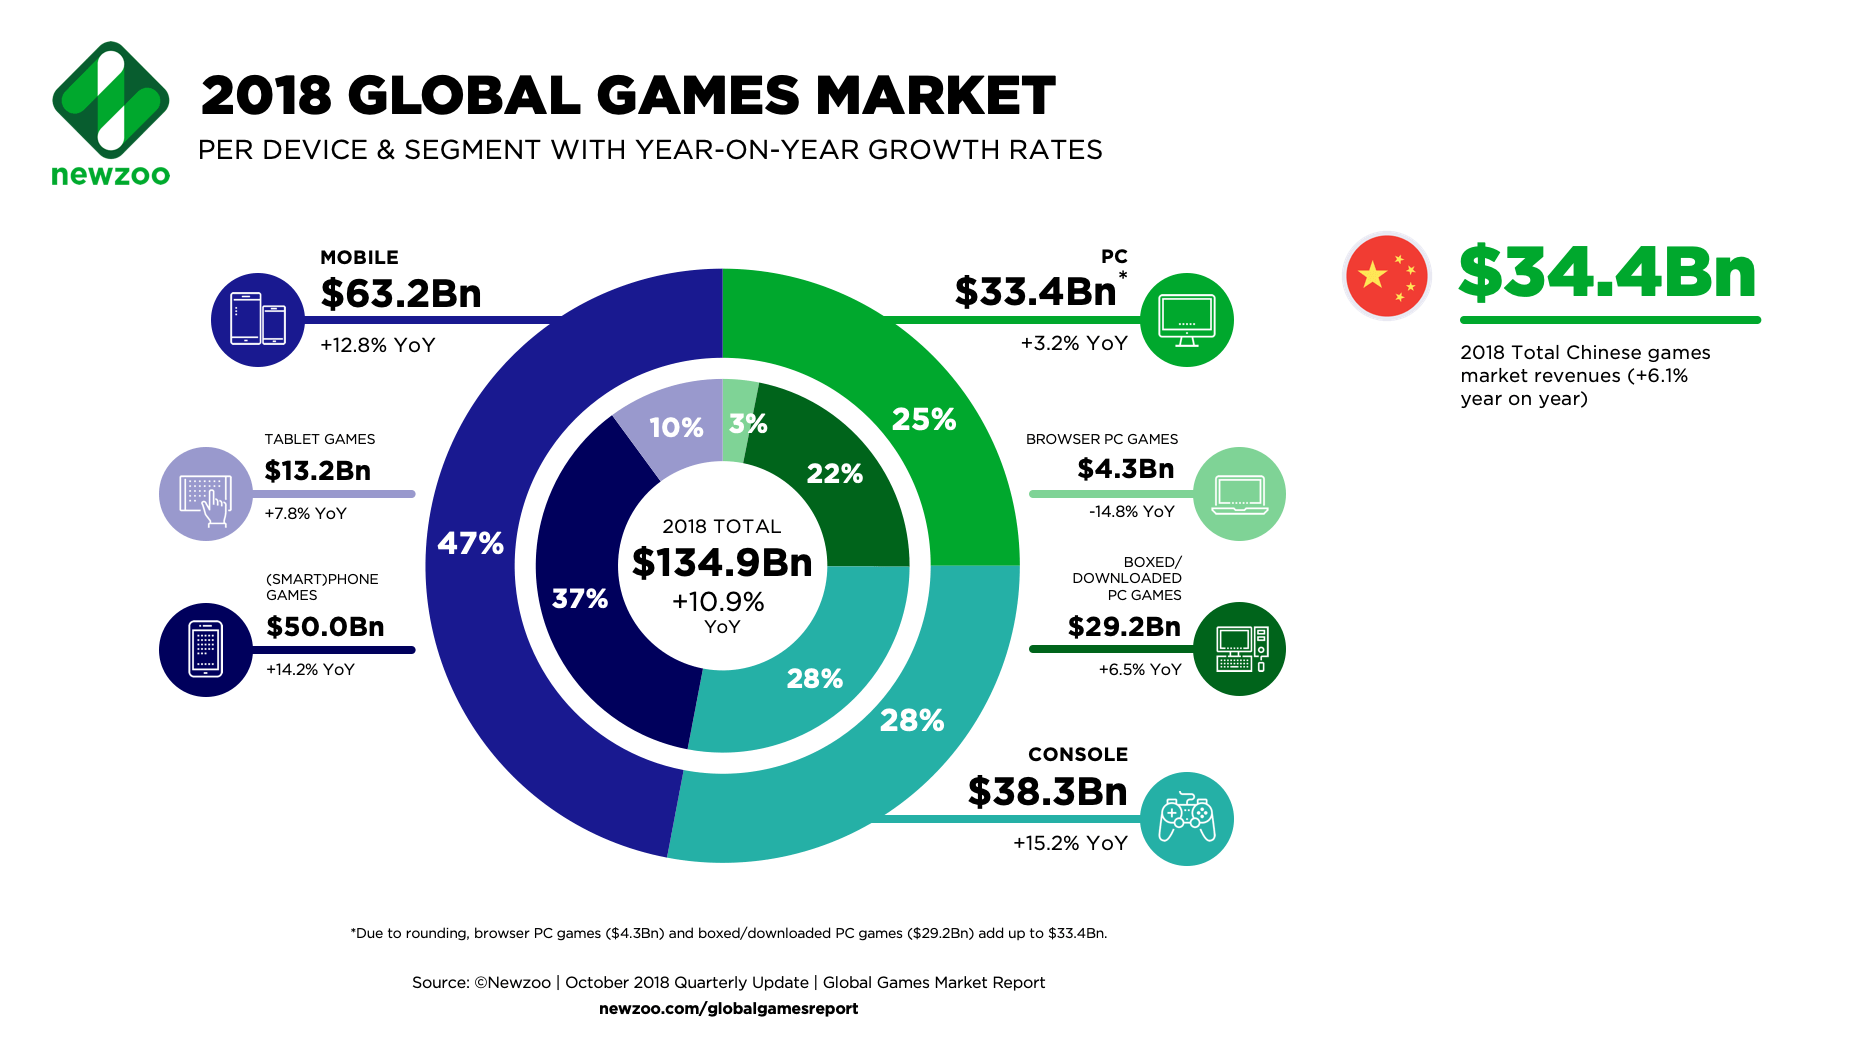 newzoo
2018 GLOBAL GAMES MARKET
PER DEVICE & SEGMENT WITH YEAR-ON-YEAR GROWTH RATES
MOBILE
$63.2Bn
+12.8% YoY
TABLET GAMES
$13.2Bn
+7.8% YoY
(SMART)PHONE
GAMES
$50.0Bn
+14.2% YoY
47%
37%
10%
3%
22%
25%
28%
28%
2018 TOTAL
$134.9Bn
+10.9%
YoY
PC
$33.4Bn*
+3.2% YoY
BROWSER PC GAMES
$4.3Bn
-14.8% YoY
BOXED/
DOWNLOADED
PC GAMES
$29.2Bn
+6.5% YoY
CONSOLE
$38.3Bn
+15.2% YoY
$34.4Bn
2018 Total Chinese games
market revenues (+6.1%
year on year)
*Due to rounding, browser PC games ($4.3Bn) and boxed/downloaded PC games ($29.2Bn) add up to $33.4Bn.
Source: ©Newzoo | October 2018 Quarterly Update | Global Games Market Report
newzoo.com/globalgamesreport